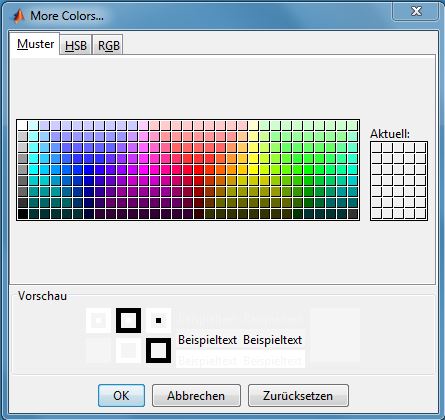 More Colors...
Muster HSB RGB
Aktuell:
Vorschau
Beispieltext Beispieltext
Beispieltext Beispieltext
Beispieltext Beispieltext
OK Abbrechen Zurücksetzen